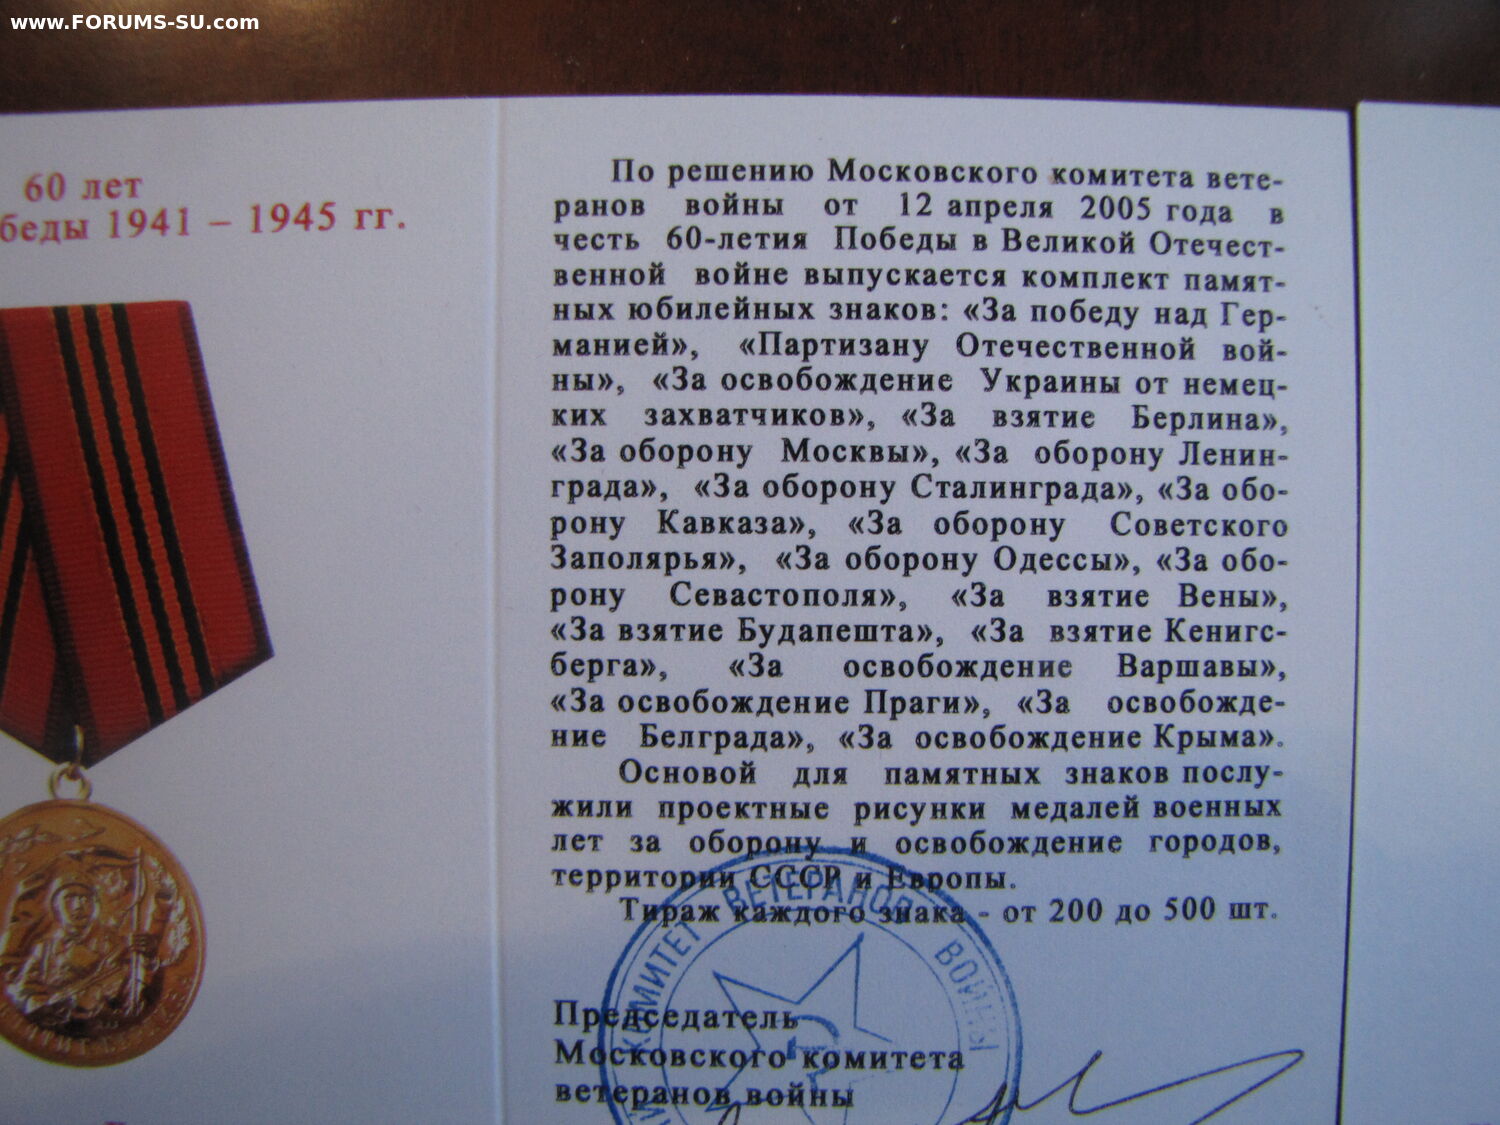 www.FORUMS-SU.com
60 лет
беды 1941 – 1945 гг.
По решению Московского комитета вете-
ранов войны от 12 апреля 2005 года в
честь 60-летия Победы в Великой Отечест-
венной войне выпускается комплект памят-
ных юбилейных знаков: «За победу над Гер-
манией», «Партизану Отечественной вой-
ны», «За освобождение Украины от немец-
ких захватчиков», «За взятие Берлина»,
«За оборону Москвы», «За оборону Ленин-
града», «За оборону Сталинграда», «За обо-
рону Кавказа», «За оборону Советского
Заполярья», «За оборону Одессы», «За обо-
рону Севастополя», «За взятие Вены»,
«За взятие Будапешта», «За взятие Кенигс-
берга», «За освобождение Варшавы»,
«За освобождение Праги», «За освобожде-
ние Белграда», «За освобождение Крыма».
Основой для памятных знаков послу-
жили проектные рисунки медалей военных
лет за оборону и освобождение городов,
территории СССР и Европы.
Тираж каждого знака - от 200 до 500 шт.
КОМИТЕТ ВЕТЕРАНОВ ВОЙНЫ
Председатель
Московского комитета
ветеранов войны